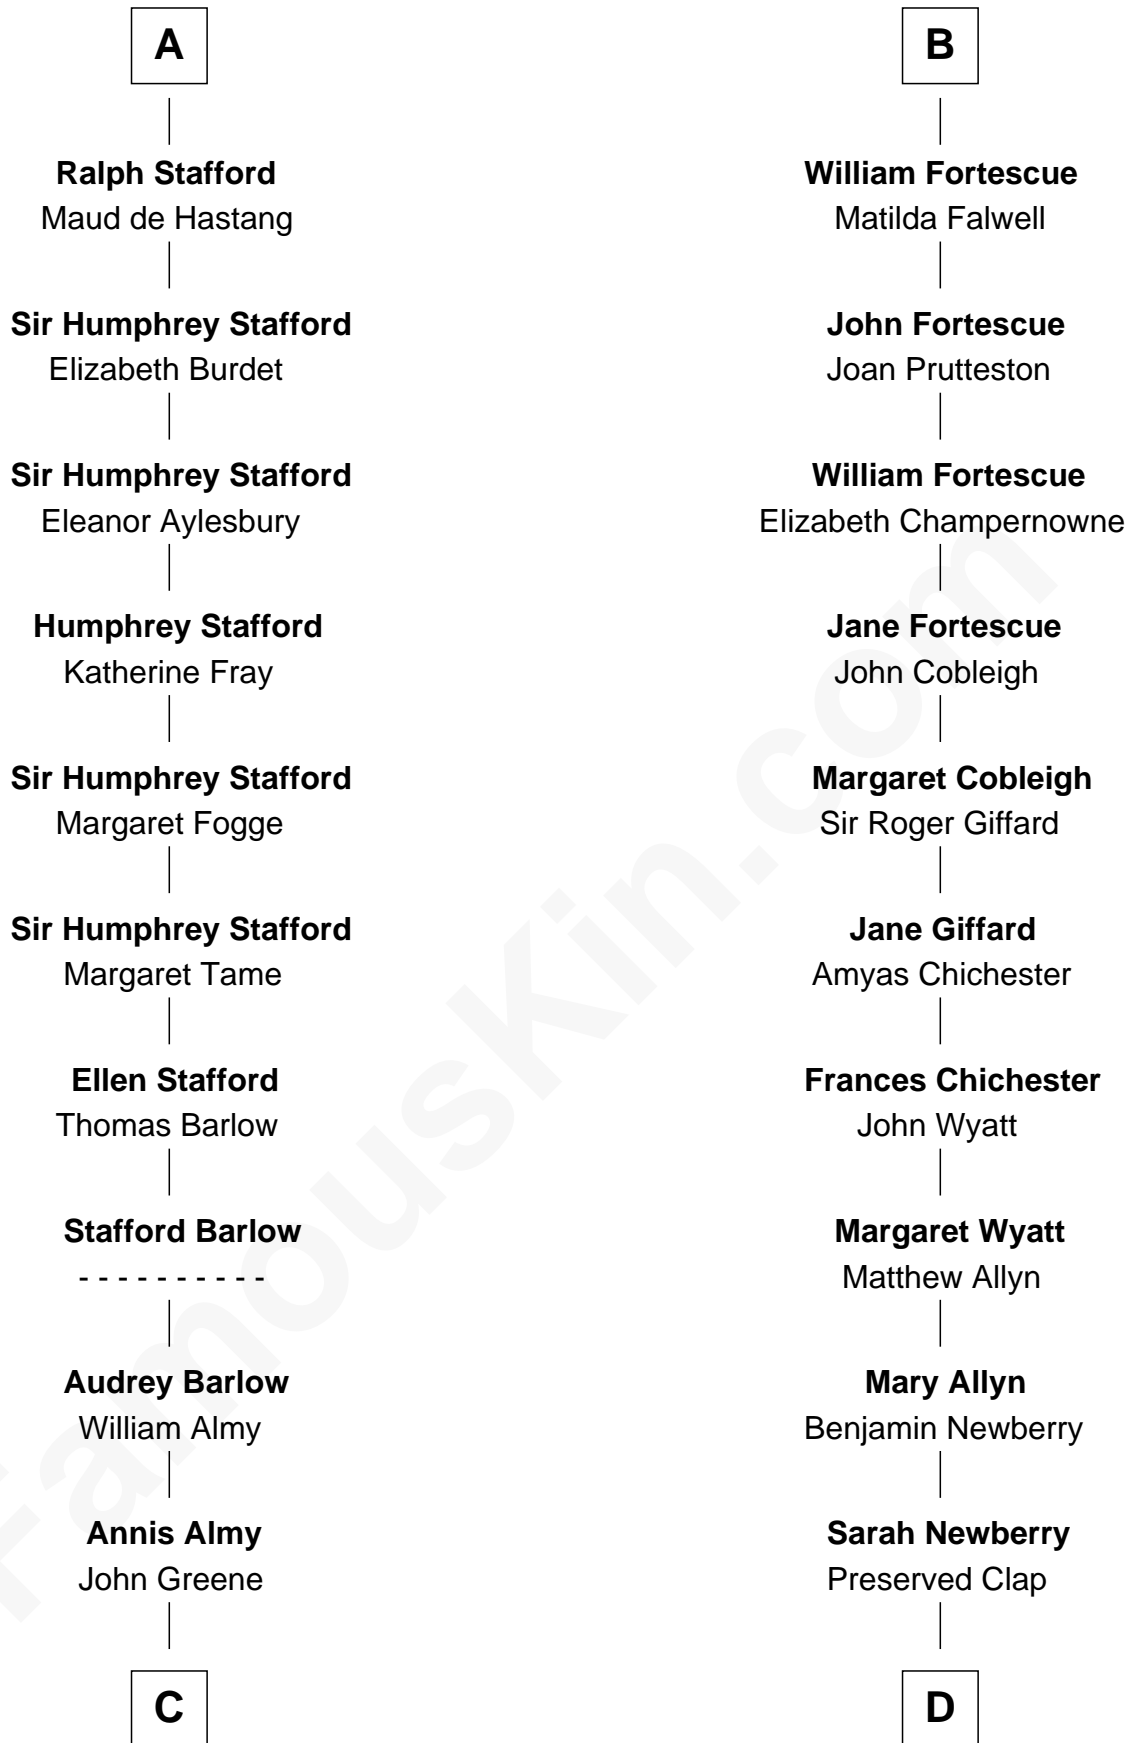 A
Ralph Stafford
Maud de Hastang
Sir Humphrey Stafford
Elizabeth Burdet
Sir Humphrey Stafford
Eleanor Aylesbury
Humphrey Stafford
Katherine Fray
Sir Humphrey Stafford
Margaret Fogge
Sir Humphrey Stafford
Margaret Tame
Ellen Stafford
Thomas Barlow
Stafford Barlow
- - - - - - - - - -
Audrey Barlow
William Almy
Annis Almy
John Greene
C
B
William Fortescue
Matilda Falwell
John Fortescue
Joan Prutteston
William Fortescue
Elizabeth Champernowne
Jane Fortescue
John Cobleigh
Margaret Cobleigh
Sir Roger Giffard
Jane Giffard
Amyas Chichester
Frances Chichester
John Wyatt
Margaret Wyatt
Matthew Allyn
Mary Allyn
Benjamin Newberry
Sarah Newberry
Preserved Clap
D
FamousKin.com